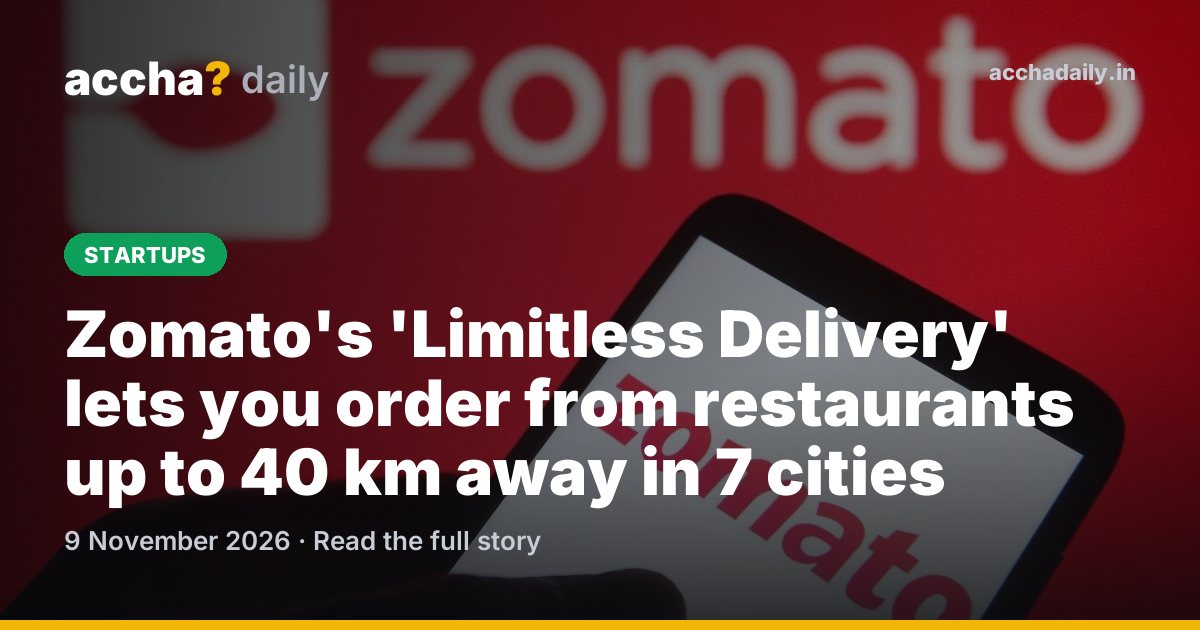 accha? daily
acchadaily.in
zomato
STARTUPS
Zomato's 'Limitless Delivery'
lets you order from restaurants
up to 40 km away in 7 cities
9 November 2026 · Read the full story
zomato